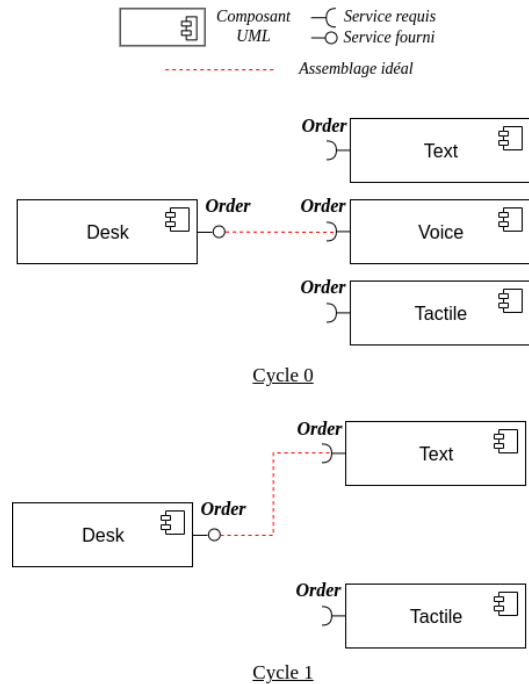 Composant
UML
Service requis
Service fourni
Assemblage idéal
Order
Text
Order
Order
Desk
Voice
Order
Tactile
Cycle 0
Order
Text
Order
Desk
Order
Tactile
Cycle 1